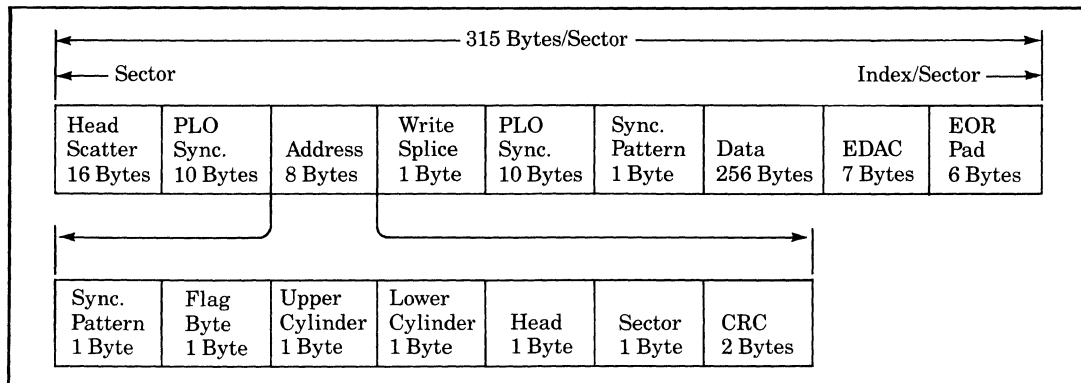 315 Bytes/Sector
Sector
Index/Sector
Head
Scatter
16 Bytes
PLO
Sync.
10 Bytes
Address
8 Bytes
Write
Splice
1 Byte
PLO
Sync.
10 Bytes
Sync.
Pattern
1 Byte
Data
256 Bytes
EDAC
7 Bytes
EOR
Pad
6 Bytes
Sync.
Pattern
1 Byte
Flag
Byte
1 Byte
Upper
Cylinder
1 Byte
Lower
Cylinder
1 Byte
Head
1 Byte
Sector
1 Byte
CRC
2 Bytes